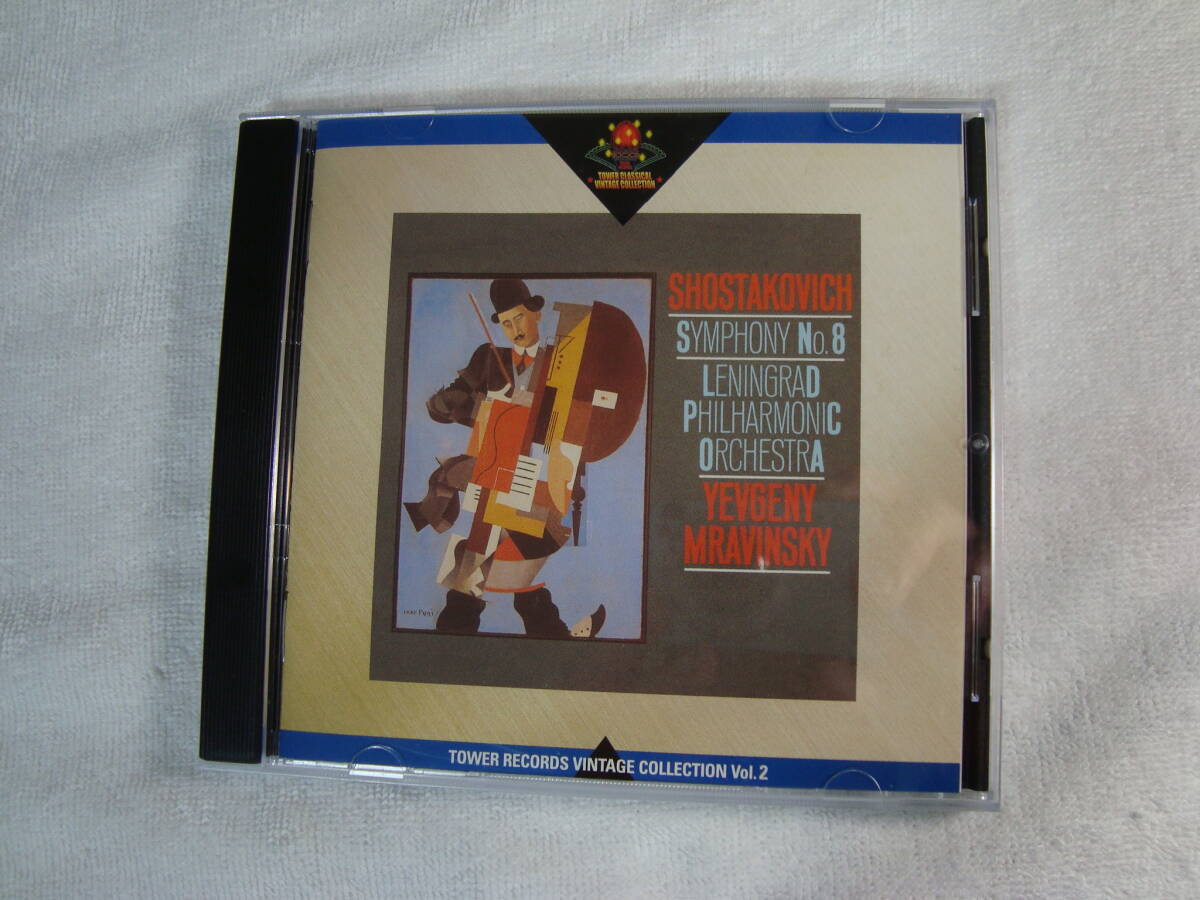 TOWER CLASSICAL
VINTAGE COLLECTION
SHOSTAKOVICH
SYMPHONY NO. 8
LENINGRAD
PHILHARMONIC
ORCHESTRA
YEVGENY
MRAVINSKY
TOWER RECORDS VINTAGE COLLECTION Vol. 2